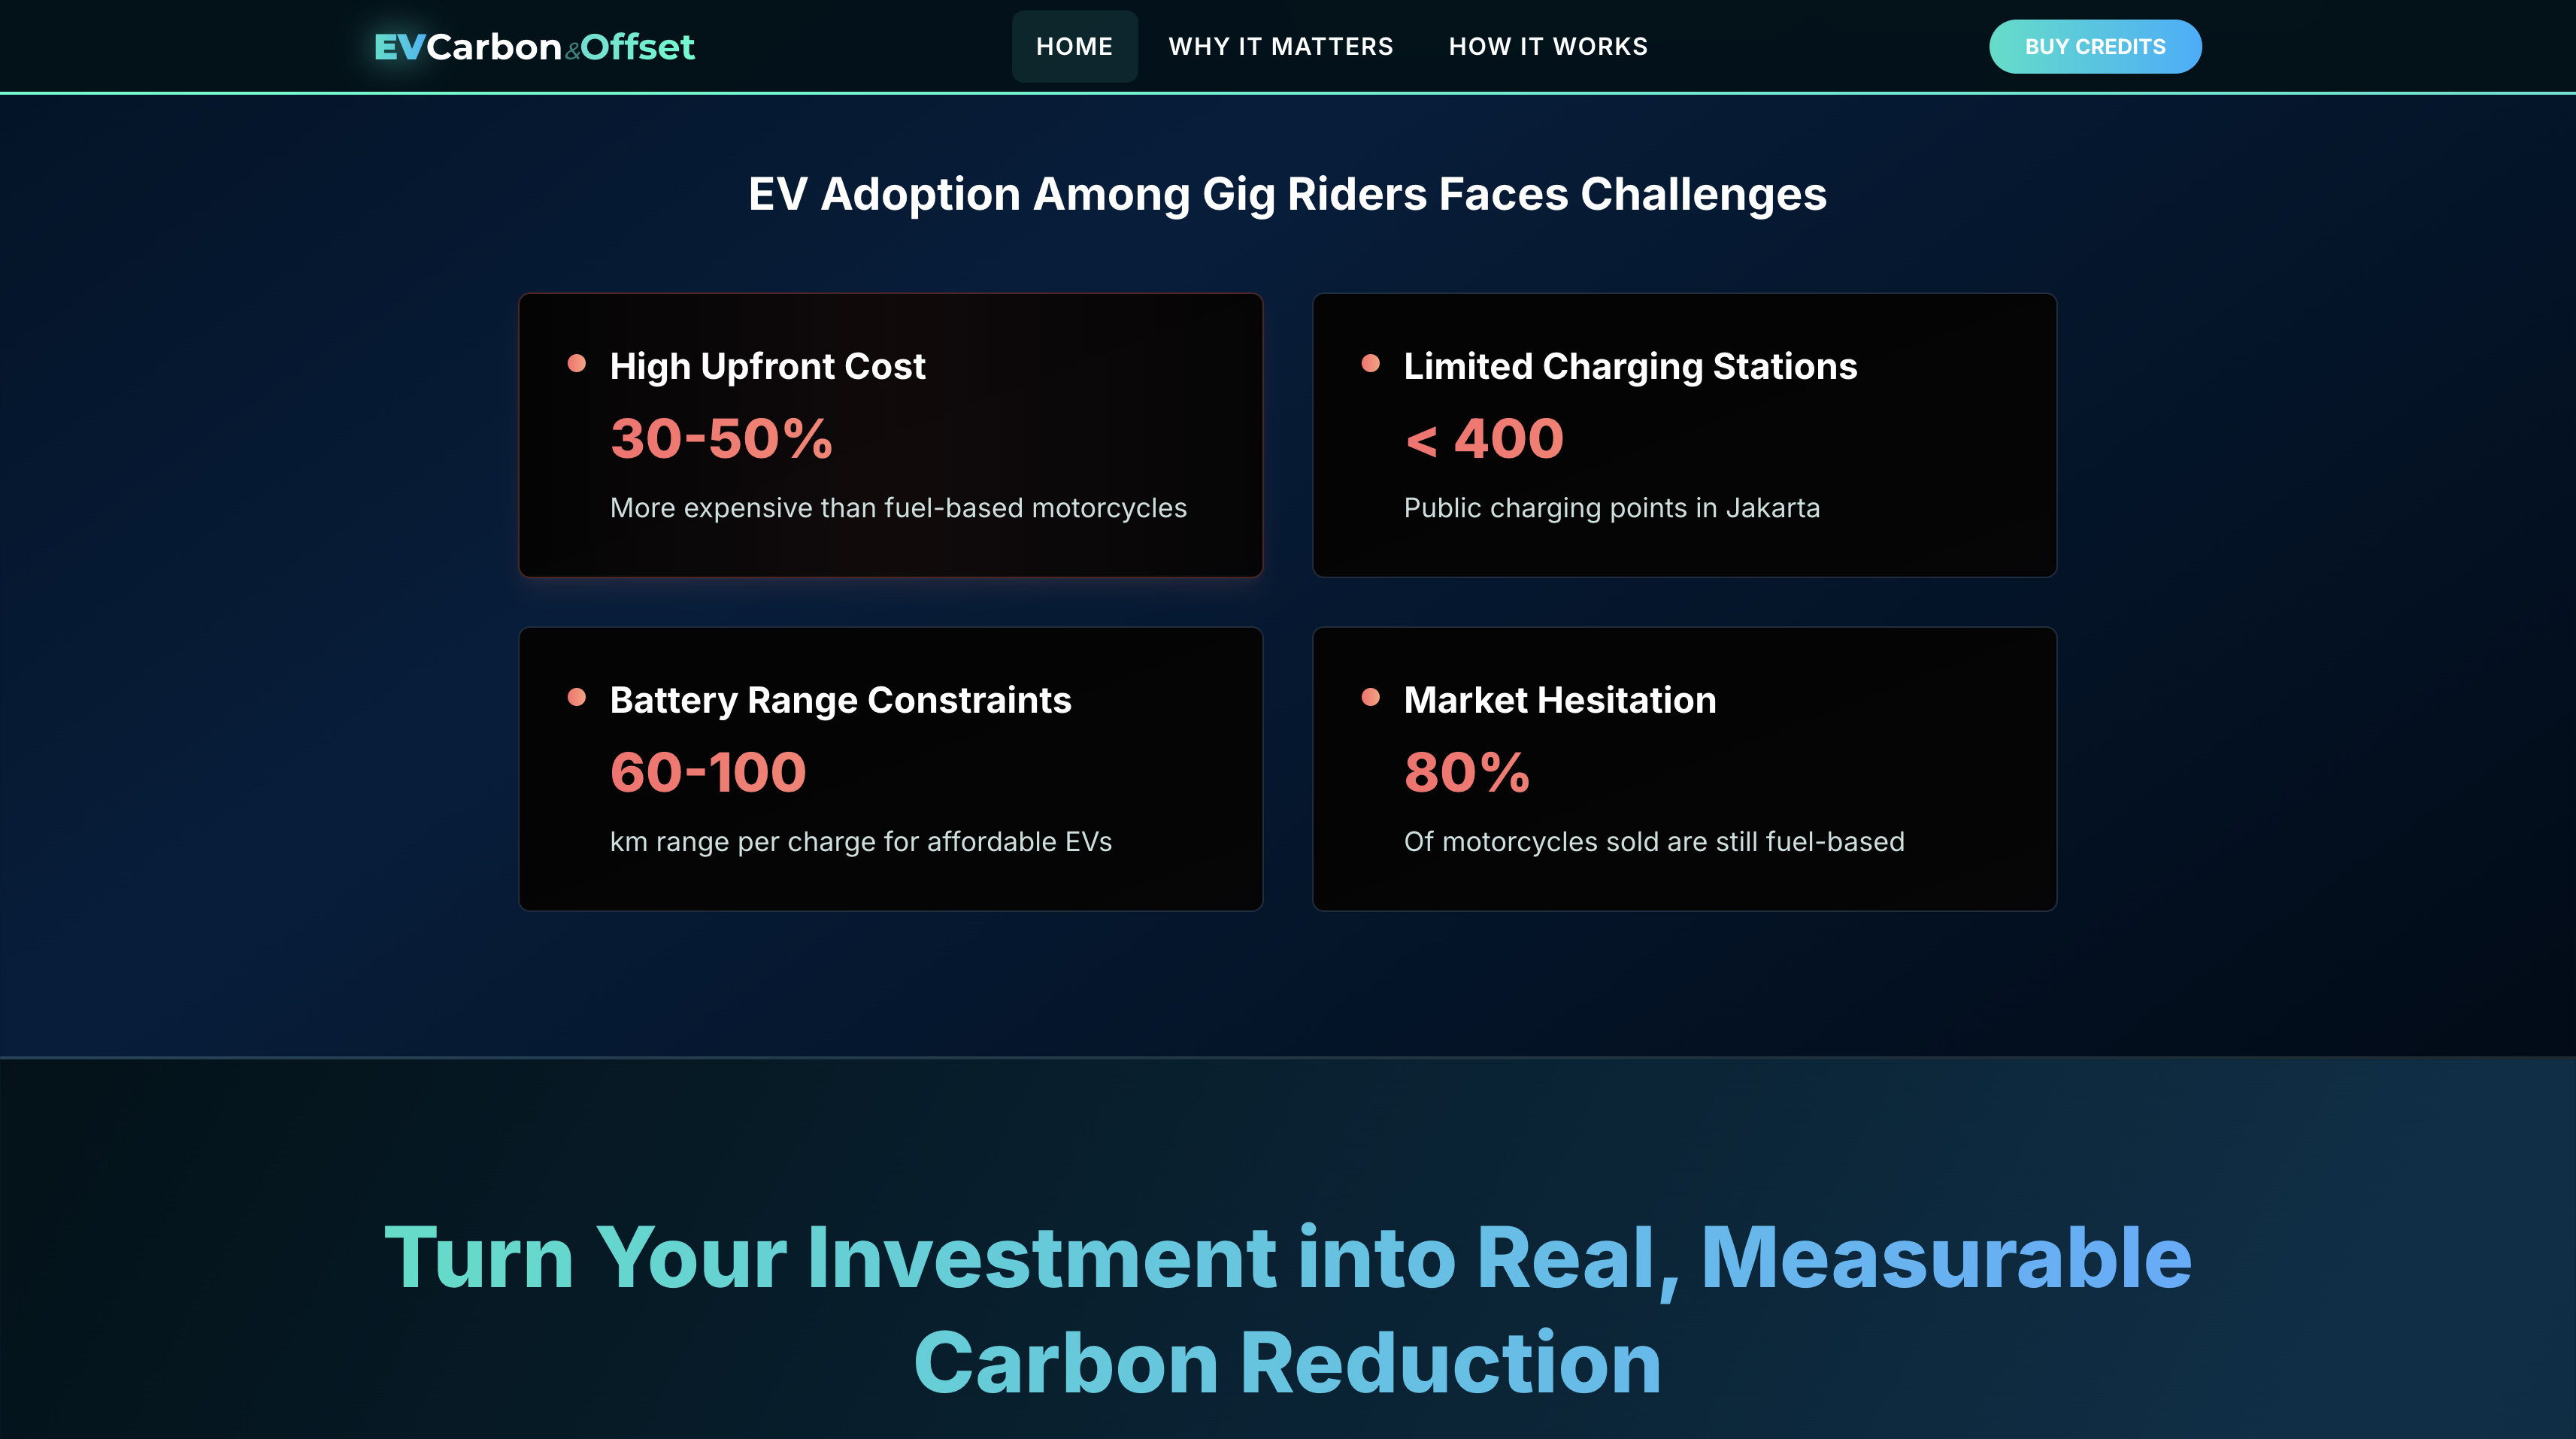 EVCarbon&Offset
HOME
WHY IT MATTERS
HOW IT WORKS
BUY CREDITS
EV Adoption Among Gig Riders Faces Challenges
High Upfront Cost
30-50%
More expensive than fuel-based motorcycles
Limited Charging Stations
< 400
Public charging points in Jakarta
Battery Range Constraints
60-100
km range per charge for affordable EVs
Market Hesitation
80%
Of motorcycles sold are still fuel-based
Turn Your Investment into Real, Measurable
Carbon Reduction